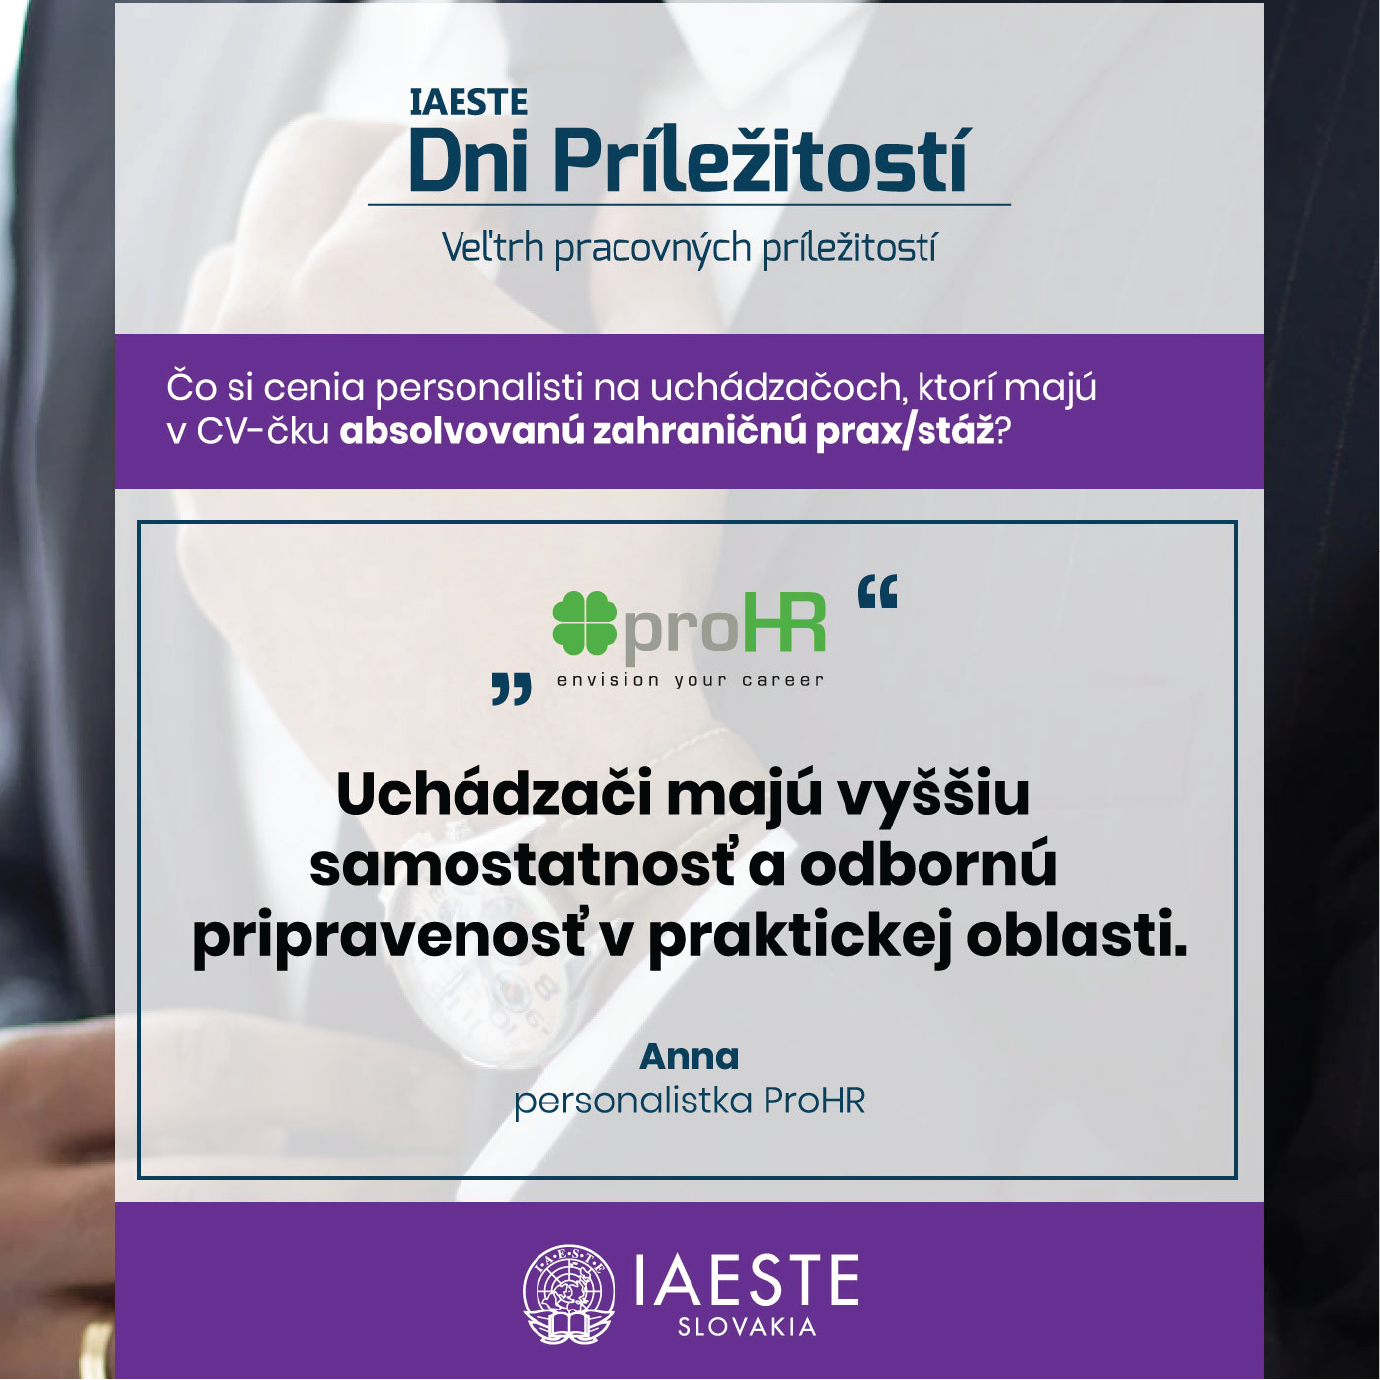 IAESTE
Dni Príležitostí
Veľtrh pracovných príležitostí
Čo si cenia personalisti na uchádzačoch, ktorí majú
v CV-čku absolvovanú zahraničnú prax/stáž?
proHR
envision your career
„ “
Uchádzači majú vyššiu
samostatnosť a odbornú
pripravenosť v praktickej oblasti.
Anna
personalistka ProHR
I.A.E.S.T.E
IAESTE
SLOVAKIA